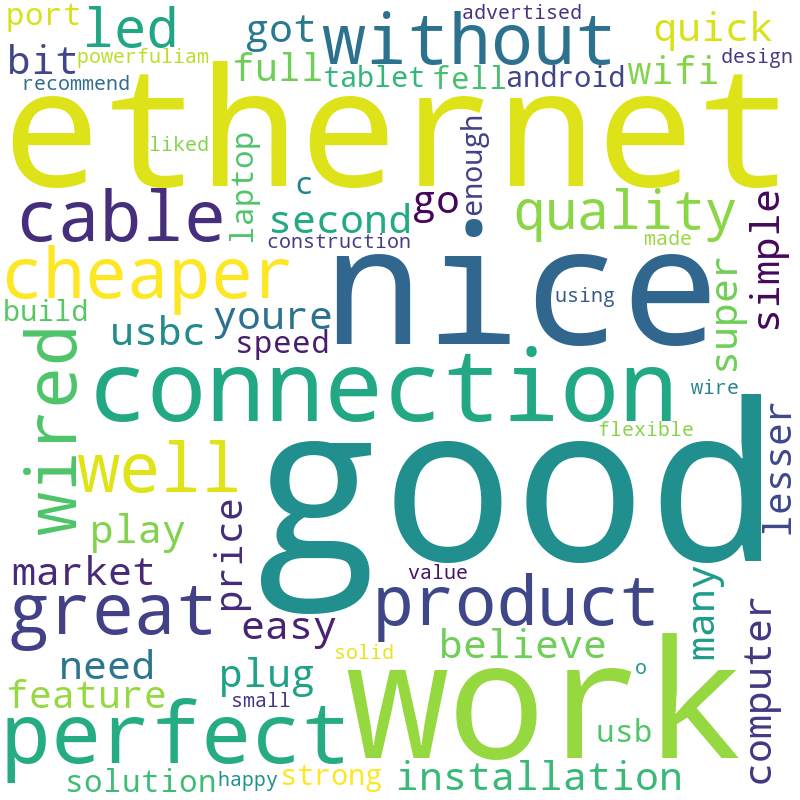 port
led
got
without
advertised
quick
bit
powerfuliam
full
tablet
fell
android
wifi
design
recommend
ethernet
liked
laptop
enough
cable
c
second
go
quality
simple
construction
made
cheaper
nice
using
super
build
usbc
youre
speed
wired
connection
wire
flexible
lesser
well
good
play
price
market
value
great
product
many
easy
believe
computer
need
plug
solid
o
feature
small
work
perfect
usb
solution
happy
strong
installation